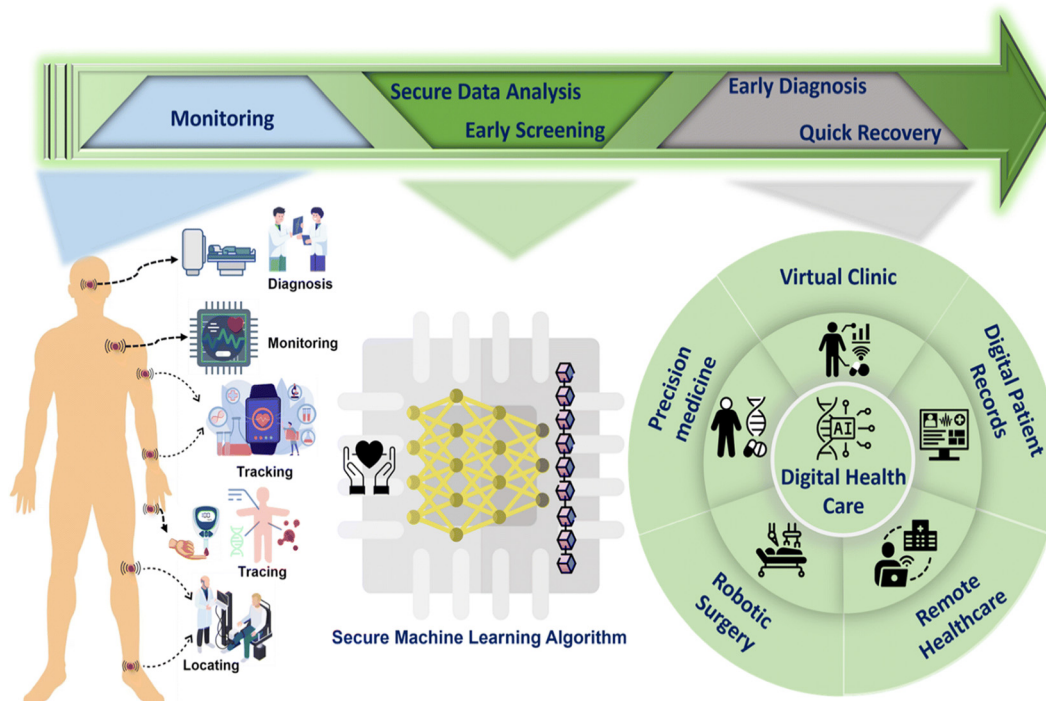 Monitoring
Secure Data Analysis
Early Screening
Early Diagnosis
Quick Recovery
Diagnosis
Monitoring
Tracking
Tracing
Locating
Secure Machine Learning Algorithm
Virtual Clinic
Digital Patient
Records
Remote
Healthcare
Robotic
Surgery
Precision
medicine
AI
Digital Health
Care